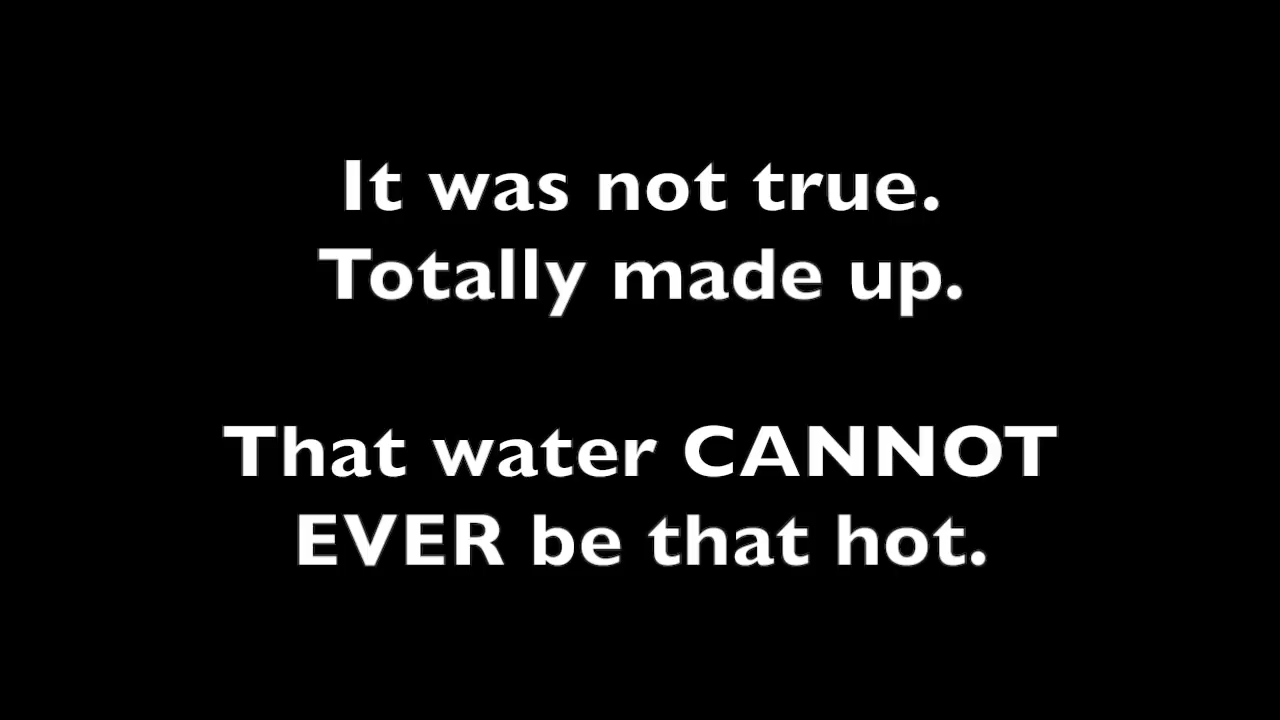 It was not true.
Totally made up.
That water CANNOT
EVER be that hot.